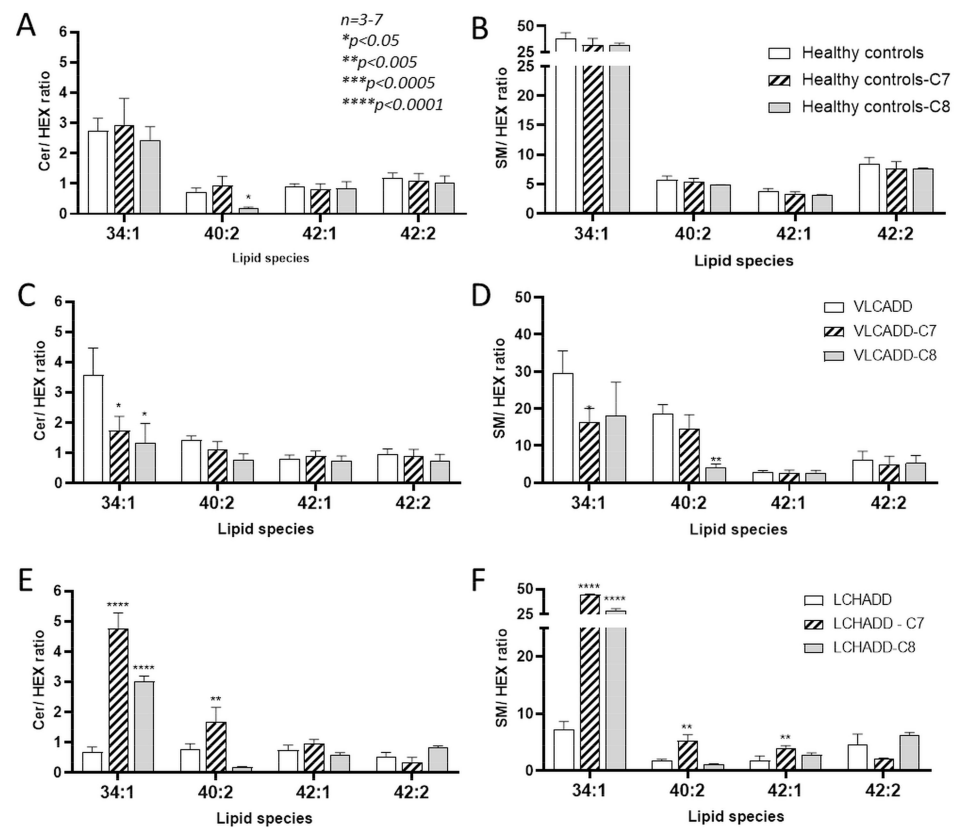 A
n=3-7
*p<0.05
**p<0.005
***p<0.0005
****p<0.0001
Cer/ HEX ratio
6
5
4
3
2
1
0
*
34:1
40:2
42:1
42:2
Lipid species
B
Healthy controls
Healthy controls-C7
Healthy controls-C8
SM/ HEX ratio
50
25
25
20
15
10
5
0
34:1
40:2
42:1
42:2
Lipid species
C
Cer/ HEX ratio
6
5
4
3
2
1
0
*
*
34:1
40:2
42:1
42:2
Lipid species
D
VLCADD
VLCADD-C7
VLCADD-C8
SM/ HEX ratio
50
40
30
20
10
0
*
**
34:1
40:2
42:1
42:2
Lipid species
E
Cer/ HEX ratio
6
5
4
3
2
1
0
****
****
**
34:1
40:2
42:1
42:2
Lipid species
F
LCHADD
LCHADD - C7
LCHADD-C8
SM/ HEX ratio
50
25
25
20
10
0
****
****
**
**
34:1
40:2
42:1
42:2
Lipid species